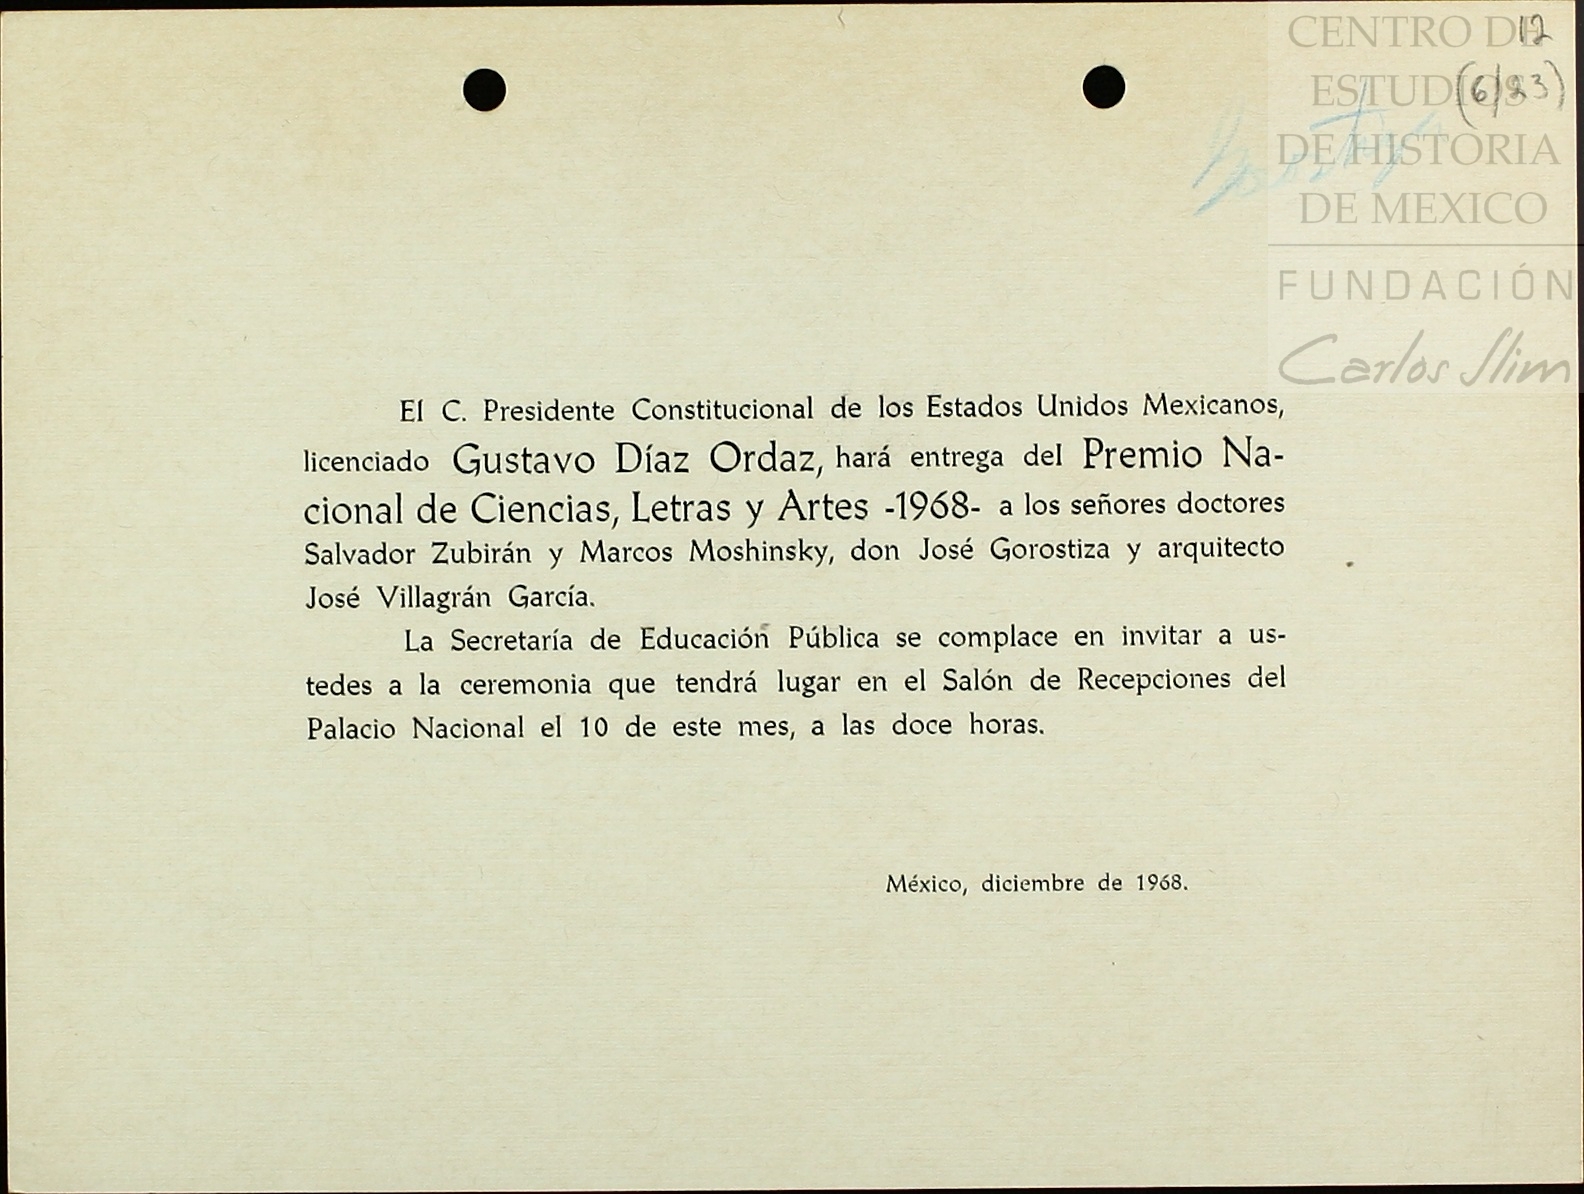 CENTRO DE
ESTUDIOS
DE HISTORIA
DE MEXICO
FUNDACIÓN
Carlos Slim
12
(6/23)
El C. Presidente Constitucional de los Estados Unidos Mexicanos,
licenciado Gustavo Díaz Ordaz, hará entrega del Premio Na-
cional de Ciencias, Letras y Artes -1968- a los señores doctores
Salvador Zubirán y Marcos Moshinsky, don José Gorostiza y arquitecto
José Villagrán García.
La Secretaría de Educación Pública se complace en invitar a us-
tedes a la ceremonia que tendrá lugar en el Salón de Recepciones del
Palacio Nacional el 10 de este mes, a las doce horas.
México, diciembre de 1968.